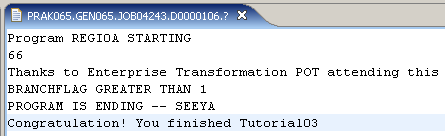 PRAK065.GEN065.JOB04243.D0000106.?
Program REGI0A STARTING
66
Thanks to Enterprise Transformation POT attending this
BRANCHFLAG GREATER THAN 1
PROGRAM IS ENDING -- SEEYA
Congratulation! You finished Tutorial03